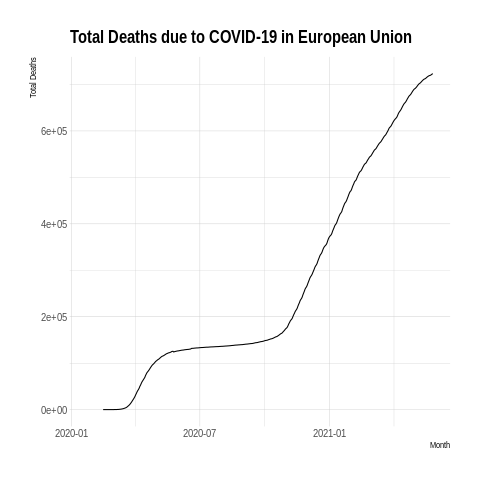 Total Deaths due to COVID-19 in European Union
Total Deaths
6e+05
4e+05
2e+05
0e+00
2020-01 2020-07 2021-01
Month